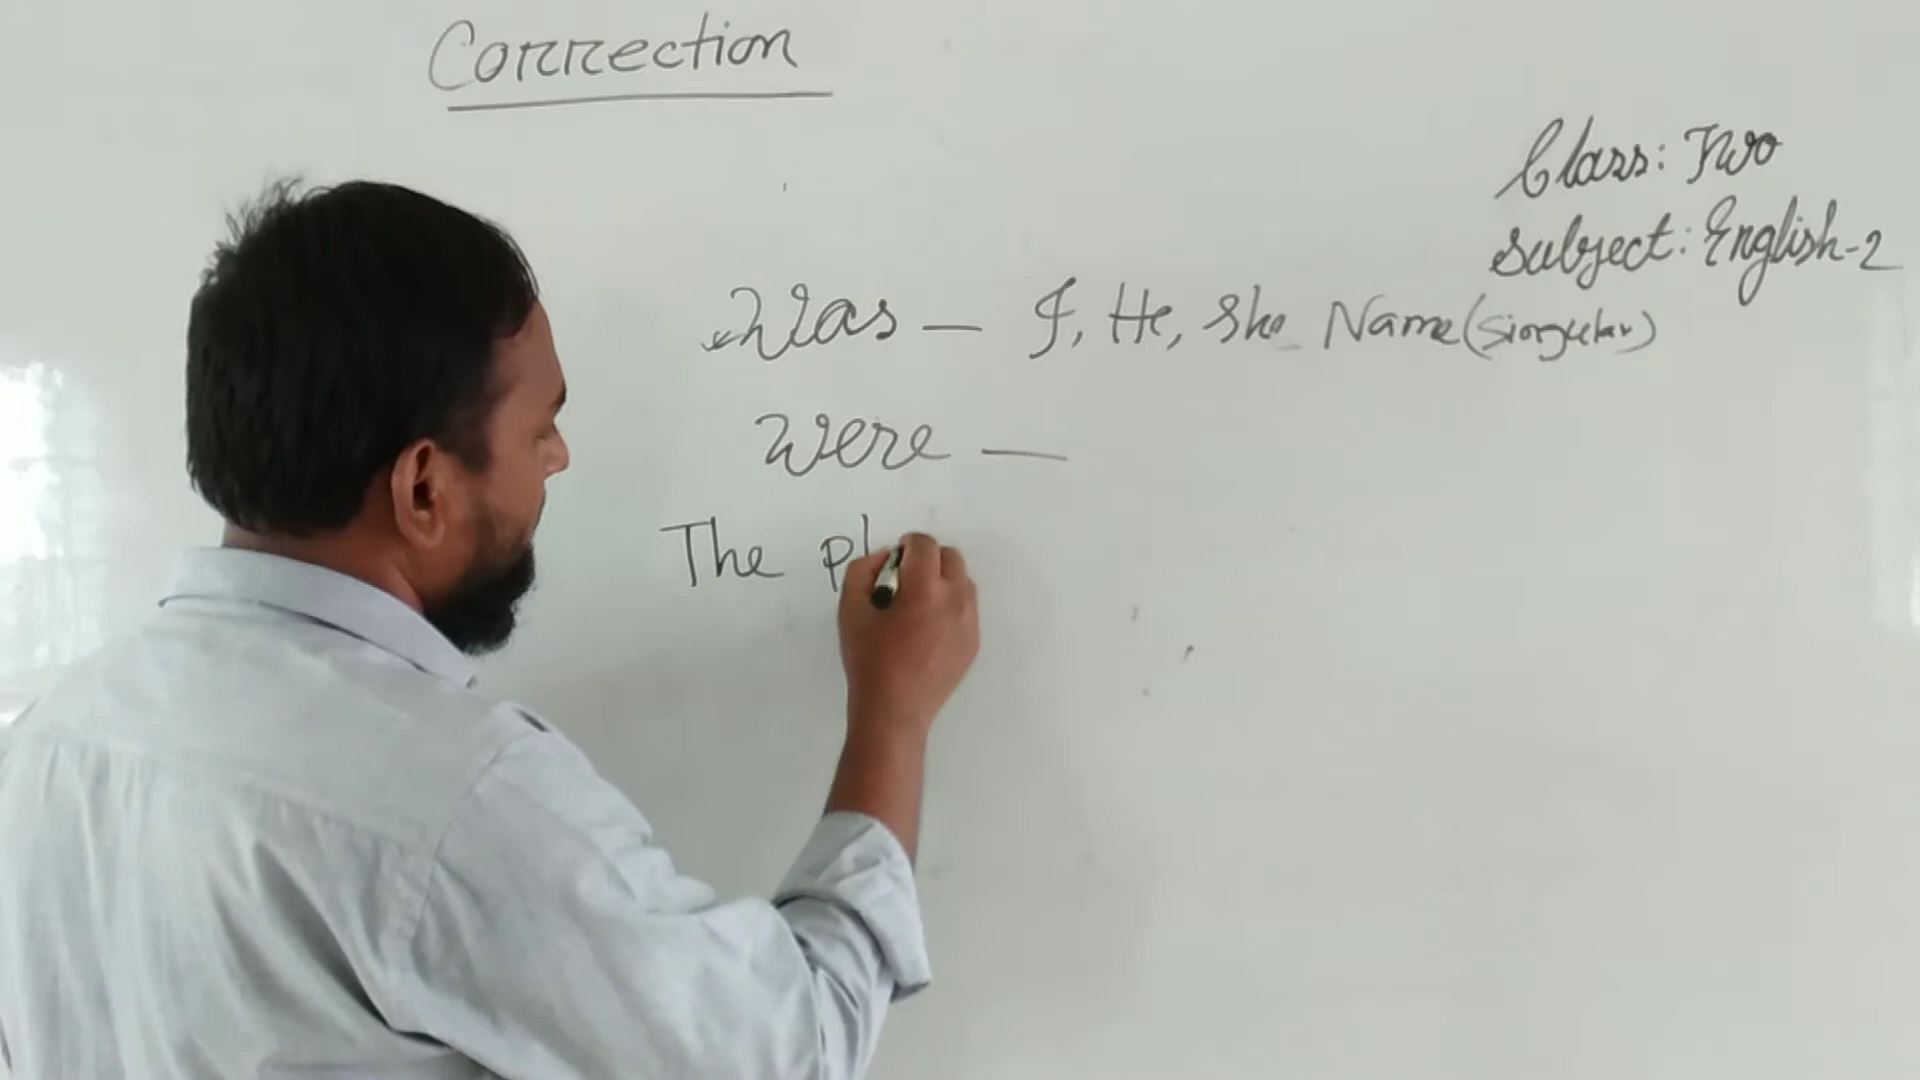 Correction
Class: Two
Subject: English-2
Was — I, He, She Name (Singular)
Were —
The pl